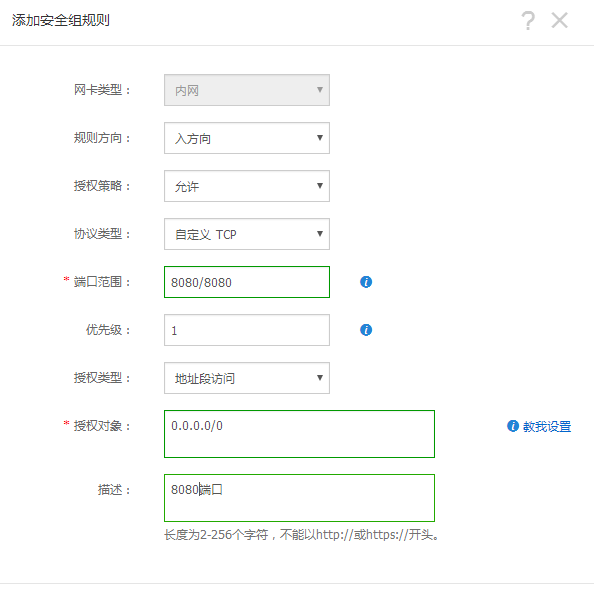 添加安全组规则
网卡类型： 内网
规则方向： 入方向
授权策略： 允许
协议类型： 自定义 TCP
* 端口范围： 8080/8080
优先级： 1
授权类型： 地址段访问
* 授权对象： 0.0.0.0/0 教我设置
描述： 8080端口
长度为2-256个字符，不能以http://或https://开头。